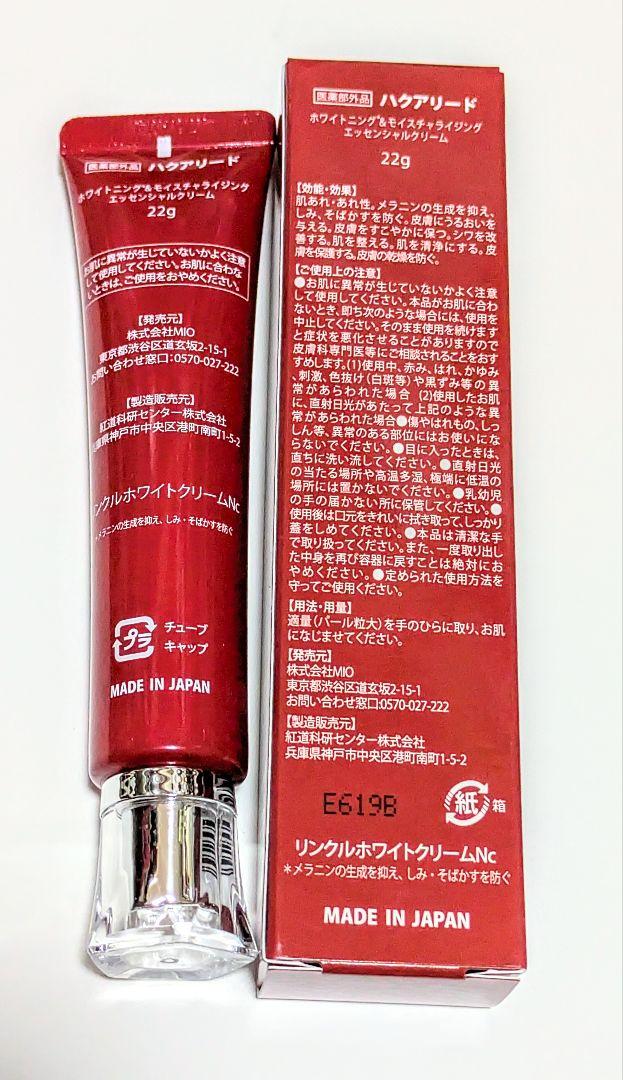 医薬部外品 ハクアリード
ホワイトニング&モイスチャライジング
エッセンシャルクリーム
22g
お肌に異常が生じていないかよく注意
して使用してください。お肌に合わな
いときは、ご使用をおやめください。
【発売元】
株式会社MIO
東京都渋谷区道玄坂2-15-1
お問い合わせ窓口:0570-027-222
【製造販売元】
紅道科研センター株式会社
兵庫県神戸市中央区港町南町1-5-2
リンクルホワイトクリームNc
*メラニンの生成を抑え、しみ・そばかすを防ぐ
プラ
チューブ
キャップ
MADE IN JAPAN
医薬部外品 ハクアリード
ホワイトニング&モイスチャライジング
エッセンシャルクリーム
22g
【効能・効果】
肌あれ・あれ性。メラニンの生成を抑え、
しみ、そばかすを防ぐ。皮膚にうるおいを
与える。皮膚をすこやかに保つ。シワを改
善する。肌を整える。肌を清浄にする。皮
膚を保護する。皮膚の乾燥を防ぐ。
【ご使用上の注意】
●お肌に異常が生じていないかよく注意
して使用してください。本品がお肌に合わ
ないとき、即ち次のような場合には、使用を
中止してください。そのまま使用を続けます
と症状を悪化させることがありますので
皮膚科専門医等にご相談されることをおす
すめします。(1)使用中、赤み、はれ、かゆみ
、刺激、色抜け(白斑等)や黒ずみ等の異
常があらわれた場合 (2)使用したお肌
に、直射日光があたって上記のような異
常があらわれた場合●傷やはれもの、しっ
しん等、異常のある部位にはお使いにな
らないでください。●目に入ったときは、
直ちに洗い流してください。●直射日光
の当たる場所や高温多湿、極端に低温の
場所には置かないでください。●乳幼児
の手の届かない所に保管してください。●
使用後は口元をきれいに拭き取って、しっかり
蓋をしめてください。●本品は清潔な手
で取り扱ってください。また、一度取り出し
た中身を再び容器に戻すことは絶対にお
やめください。●定められた使用方法を
守ってご使用ください。
【用法・用量】
適量(パール粒大)を手のひらに取り、お肌
になじませてください。
【発売元】
株式会社MIO
東京都渋谷区道玄坂2-15-1
お問い合わせ窓口:0570-027-222
【製造販売元】
紅道科研センター株式会社
兵庫県神戸市中央区港町南町1-5-2
E619B
紙
箱
リンクルホワイトクリームNc
*メラニンの生成を抑え、しみ・そばかすを防ぐ
MADE IN JAPAN